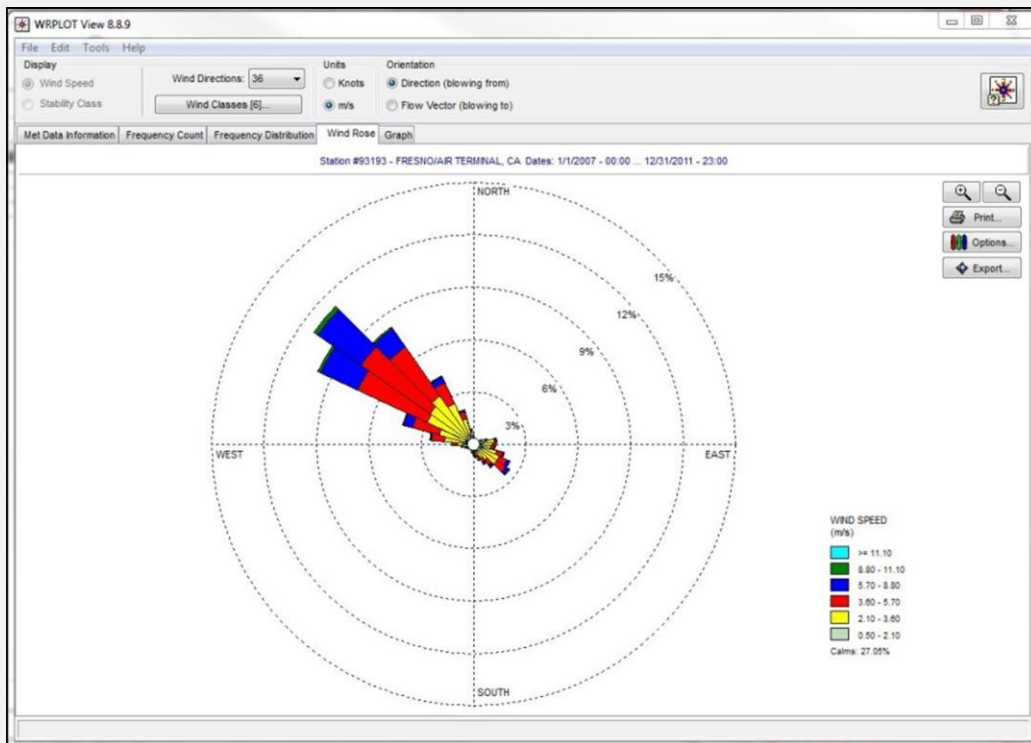 WRPLOT View 8.8.9
File Edit Tools Help
Display
Wind Speed
Stability Class
Wind Directions: 36
Wind Classes [6]...
Units
Knots
m/s
Orientation
Direction (blowing from)
Flow Vector (blowing to)
Met Data Information Frequency Count Frequency Distribution Wind Rose Graph
Station #93193 - FRESNO/AIR TERMINAL, CA Dates: 1/1/2007 - 00:00 ... 12/31/2011 - 23:00
NORTH
15%
12%
9%
6%
3%
WEST
EAST
SOUTH
Print...
Options...
Export...
WIND SPEED
(m/s)
>= 11.10
8.80 - 11.10
5.70 - 8.80
3.60 - 5.70
2.10 - 3.60
0.50 - 2.10
Calms: 27.05%